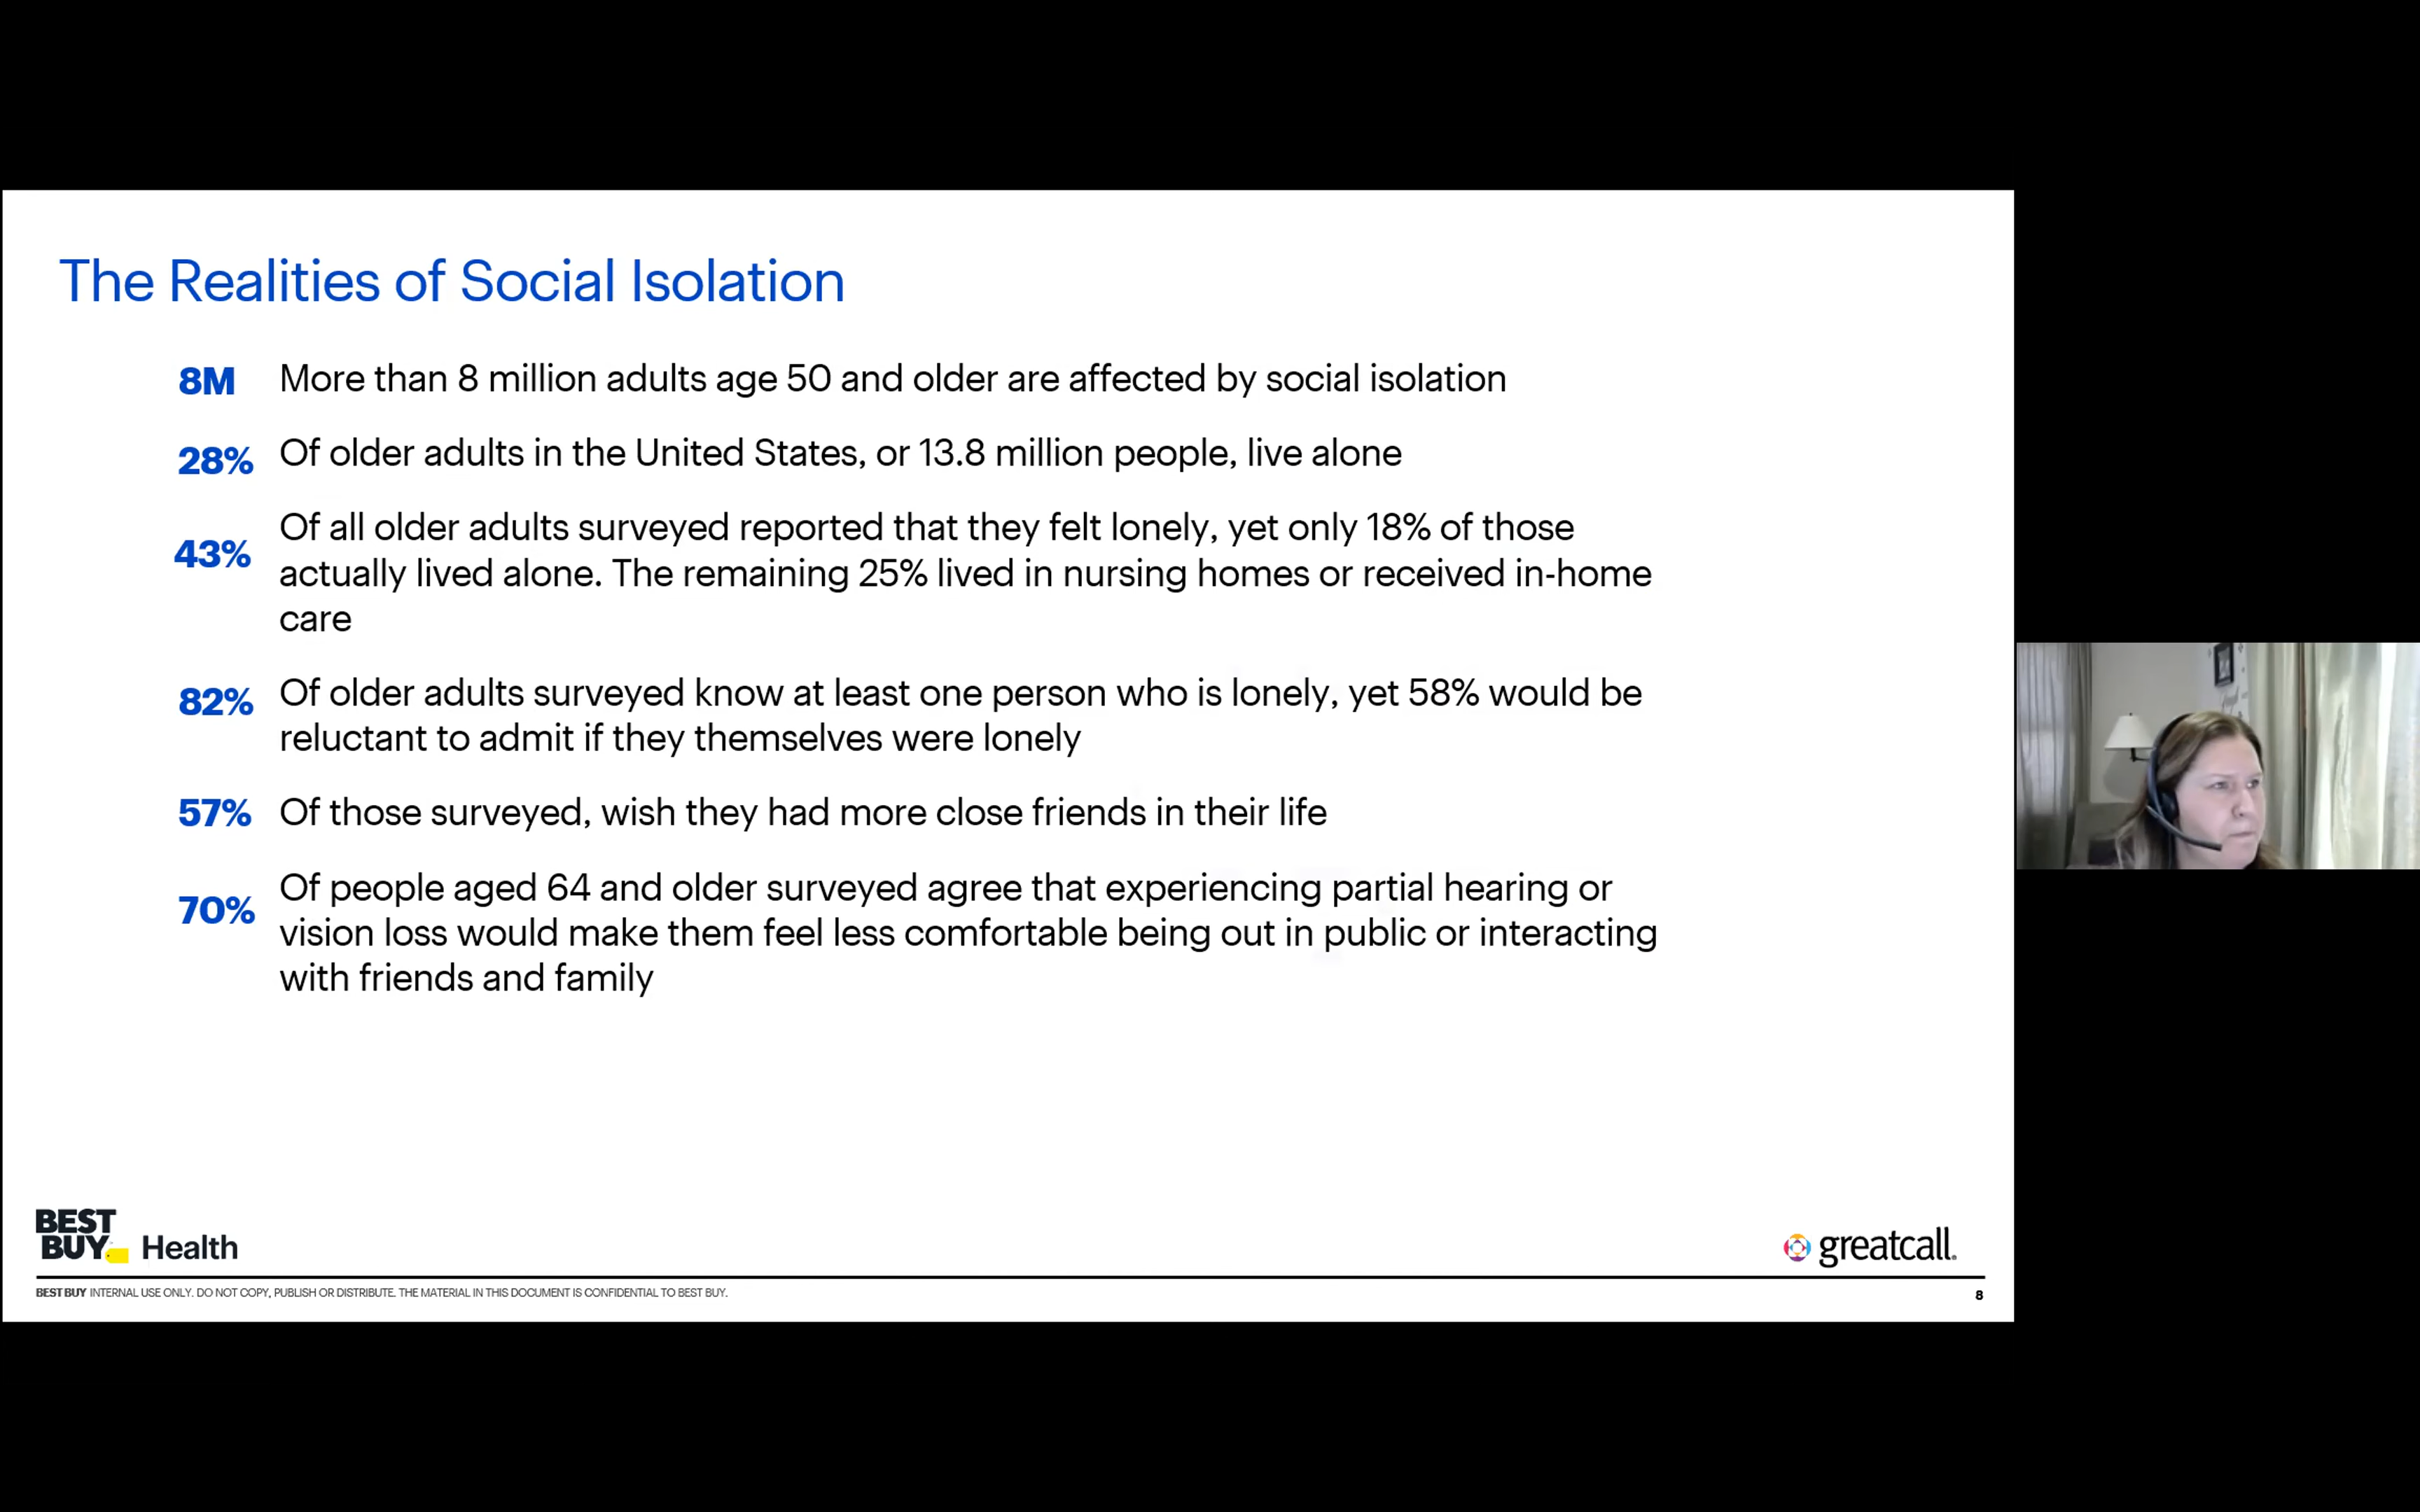 The Realities of Social Isolation
8M More than 8 million adults age 50 and older are affected by social isolation
28% Of older adults in the United States, or 13.8 million people, live alone
43% Of all older adults surveyed reported that they felt lonely, yet only 18% of those
actually lived alone. The remaining 25% lived in nursing homes or received in-home
care
82% Of older adults surveyed know at least one person who is lonely, yet 58% would be
reluctant to admit if they themselves were lonely
57% Of those surveyed, wish they had more close friends in their life
70% Of people aged 64 and older surveyed agree that experiencing partial hearing or
vision loss would make them feel less comfortable being out in public or interacting
with friends and family
BEST
BUY Health
greatcall.
BEST BUY INTERNAL USE ONLY. DO NOT COPY, PUBLISH OR DISTRIBUTE. THE MATERIAL IN THIS DOCUMENT IS CONFIDENTIAL TO BEST BUY.
8